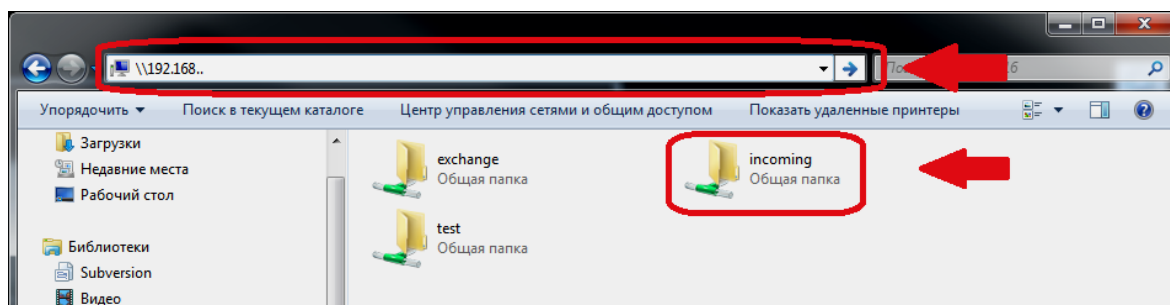 \\192.168..
Упорядочить
Поиск в текущем каталоге
Центр управления сетями и общим доступом
Показать удаленные принтеры
Загрузки
Недавние места
Рабочий стол
Библиотеки
Subversion
Видео
exchange
Общая папка
incoming
Общая папка
test
Общая папка